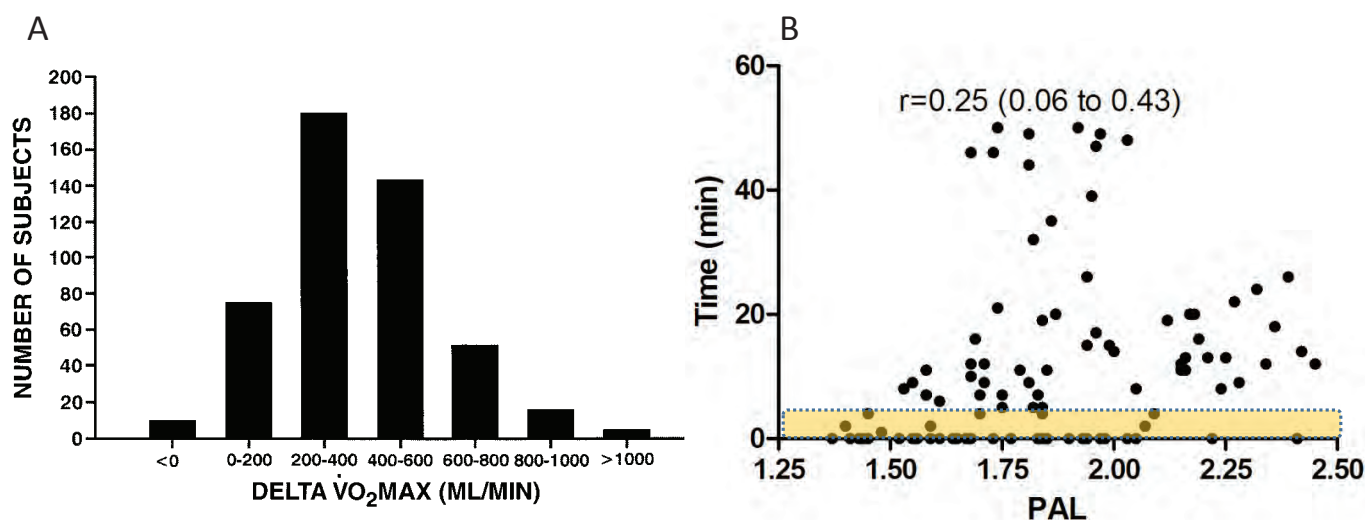 A
200
180
160
140
120
100
80
60
40
20
0
NUMBER OF SUBJECTS
<0 0-200 200-400 400-600 600-800 800-1000 >1000
DELTA V̇O₂MAX (ML/MIN)
B
r=0.25 (0.06 to 0.43)
60
40
20
0
Time (min)
1.25 1.50 1.75 2.00 2.25 2.50
PAL